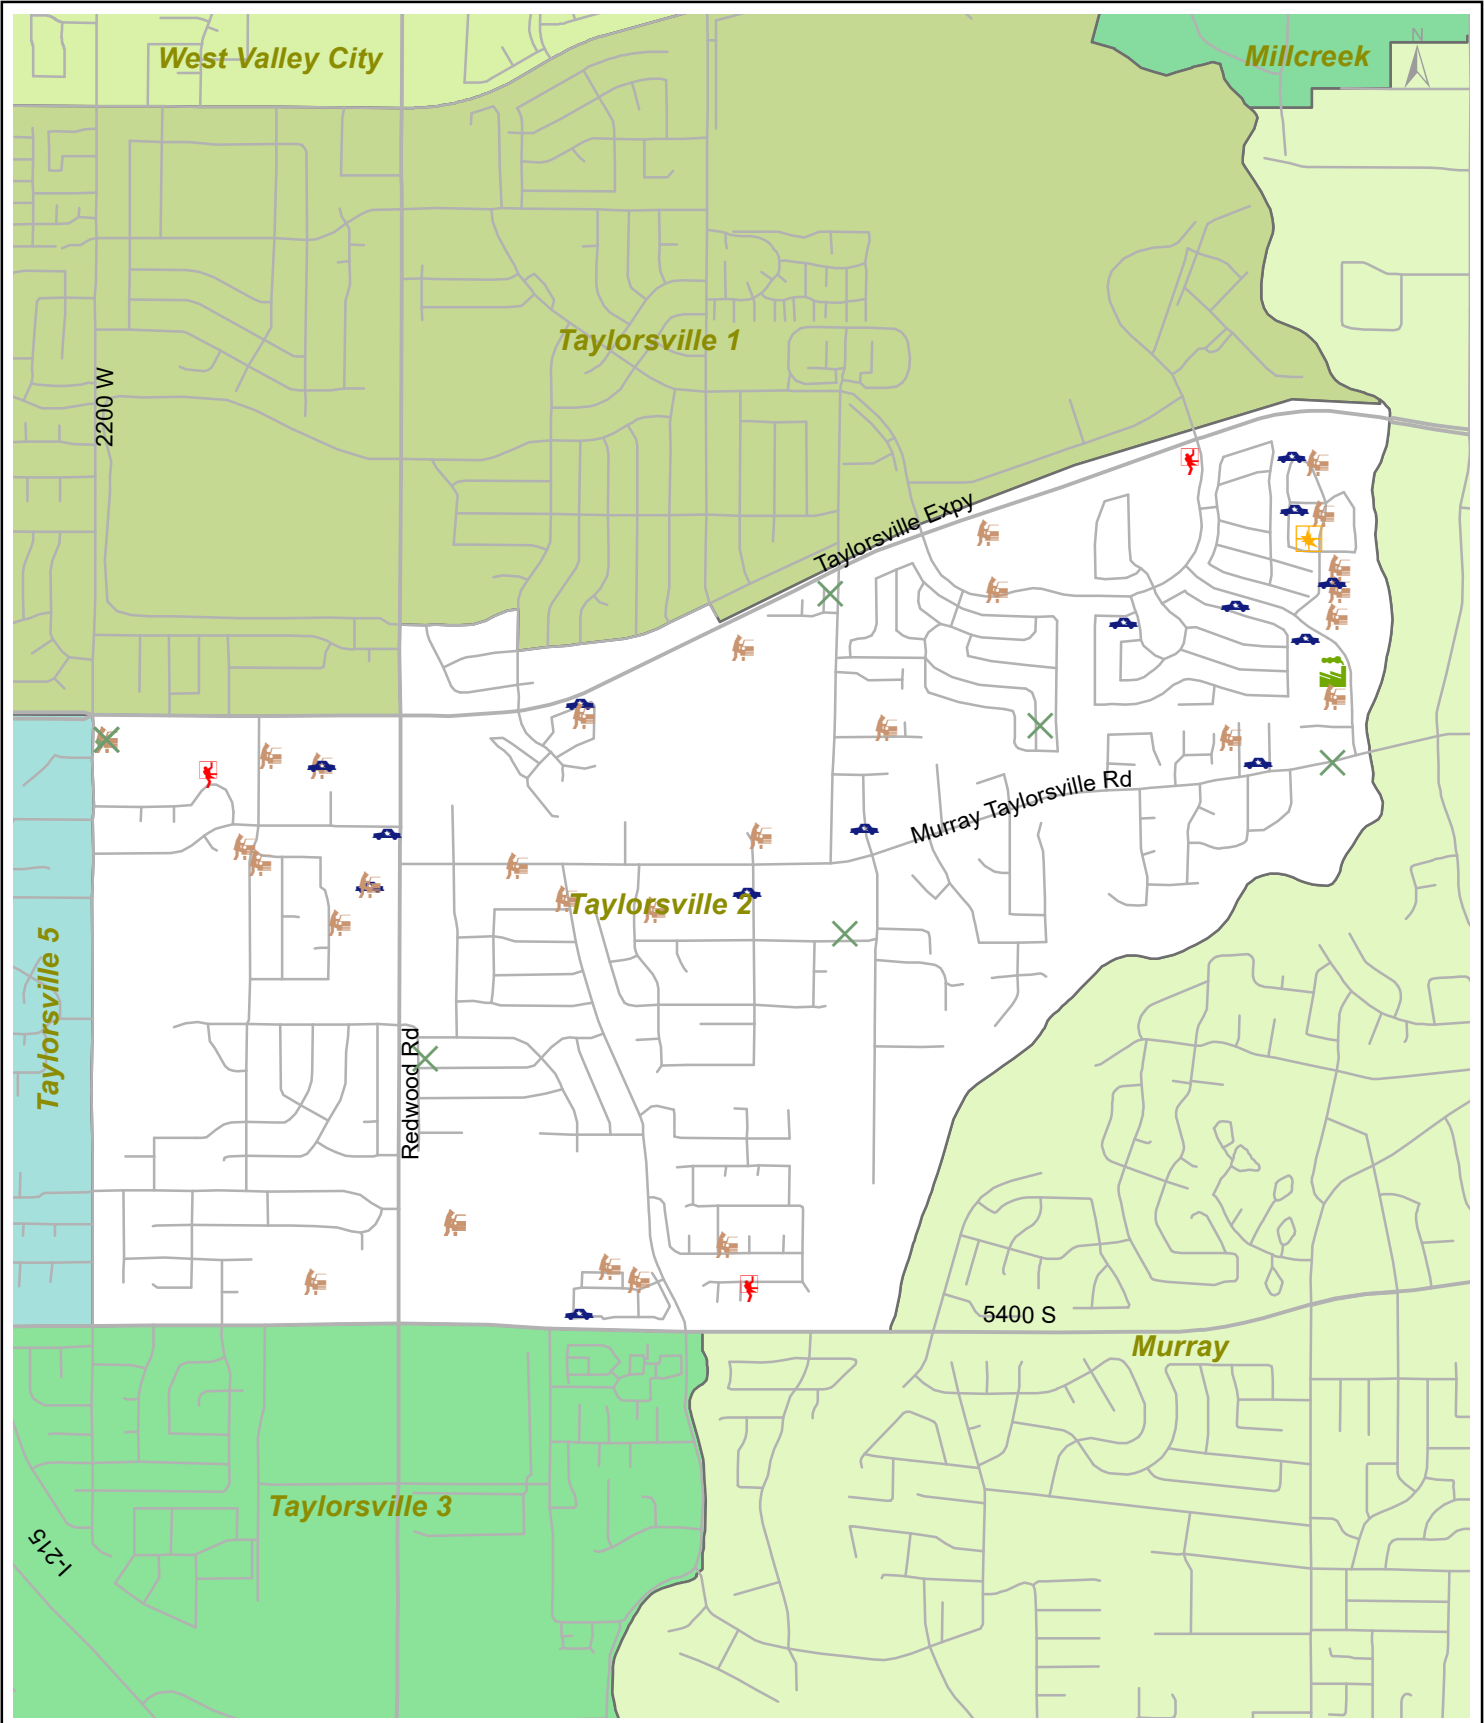 West Valley City
Millcreek
N
Taylorsville 1
2200 W
Taylorsville Expy
Murray Taylorsville Rd
Taylorsville 2
Taylorsville 5
Redwood Rd
5400 S
Murray
Taylorsville 3
I-215